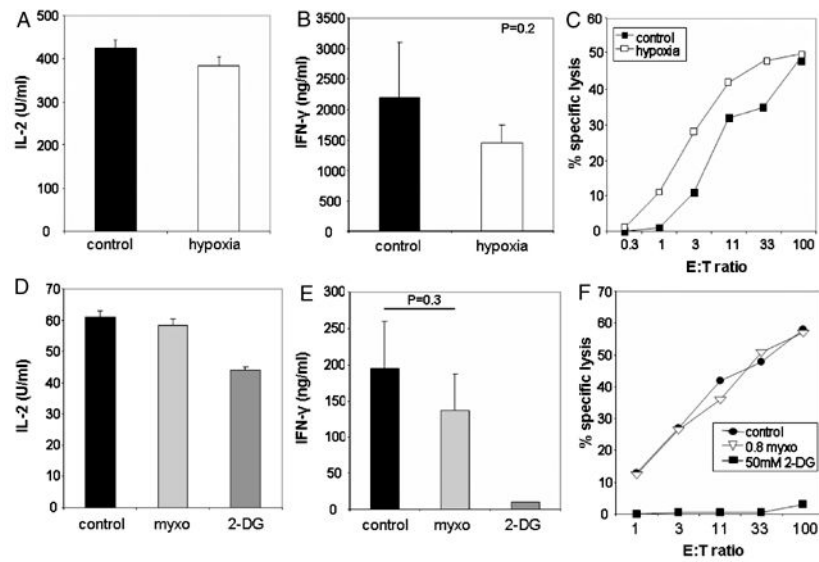 A
IL-2 (U/ml)
500
400
300
200
100
0
control hypoxia
B
IFN-γ (ng/ml)
P=0.2
3500
3000
2500
2000
1500
1000
500
0
control hypoxia
C
% specific lysis
control
hypoxia
60
50
40
30
20
10
0
0.3 1 3 11 33 100
E:T ratio
D
IL-2 (U/ml)
70
60
50
40
30
20
10
0
control myxo 2-DG
E
IFN-γ (ng/ml)
P=0.3
300
250
200
150
100
50
0
control myxo 2-DG
F
% specific lysis
70
60
50
40
30
20
10
0
control
0.8 myxo
50mM 2-DG
1 3 11 33 100
E:T ratio